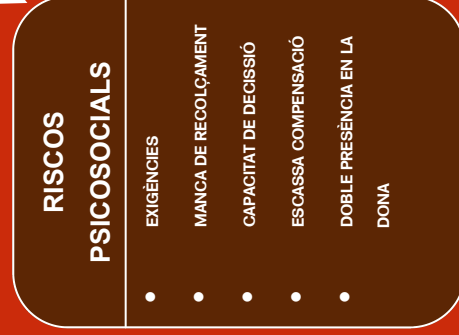 RISCOS
PSICOSOCIALS
• EXIGÈNCIES
• MANCA DE RECOLÇAMENT
• CAPACITAT DE DECISSIÓ
• ESCASSA COMPENSACIÓ
• DOBLE PRESÈNCIA EN LA
DONA